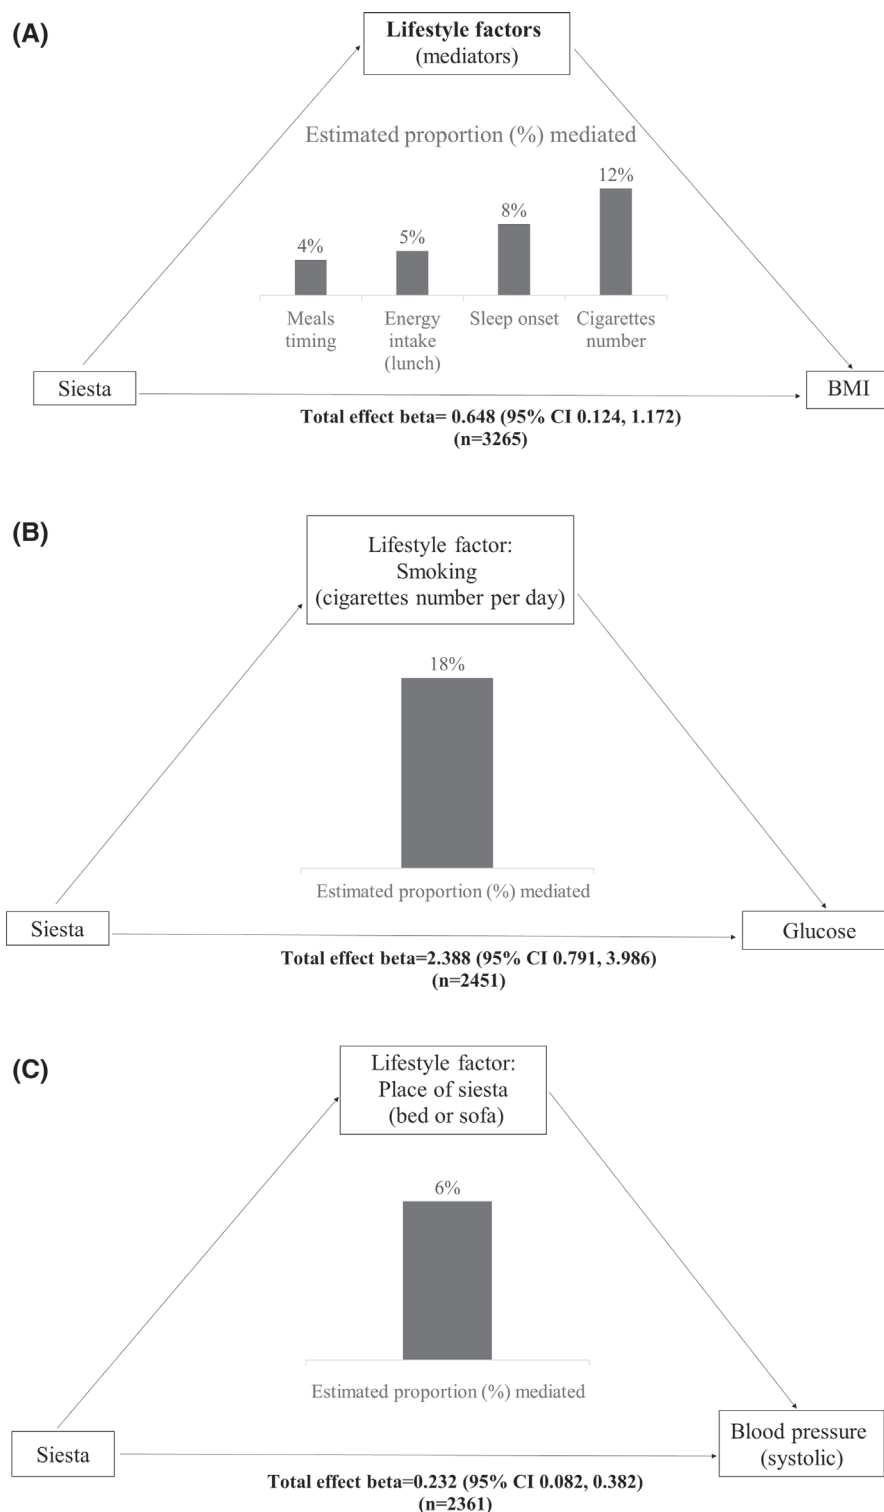 (A)
Lifestyle factors
(mediators)
Estimated proportion (%) mediated
4%
5%
8%
12%
Meals
timing
Energy
intake
(lunch)
Sleep onset
Cigarettes
number
Siesta
BMI
Total effect beta= 0.648 (95% CI 0.124, 1.172)
(n=3265)
(B)
Lifestyle factor:
Smoking
(cigarettes number per day)
18%
Estimated proportion (%) mediated
Siesta
Glucose
Total effect beta=2.388 (95% CI 0.791, 3.986)
(n=2451)
(C)
Lifestyle factor:
Place of siesta
(bed or sofa)
6%
Estimated proportion (%) mediated
Siesta
Blood pressure
(systolic)
Total effect beta=0.232 (95% CI 0.082, 0.382)
(n=2361)